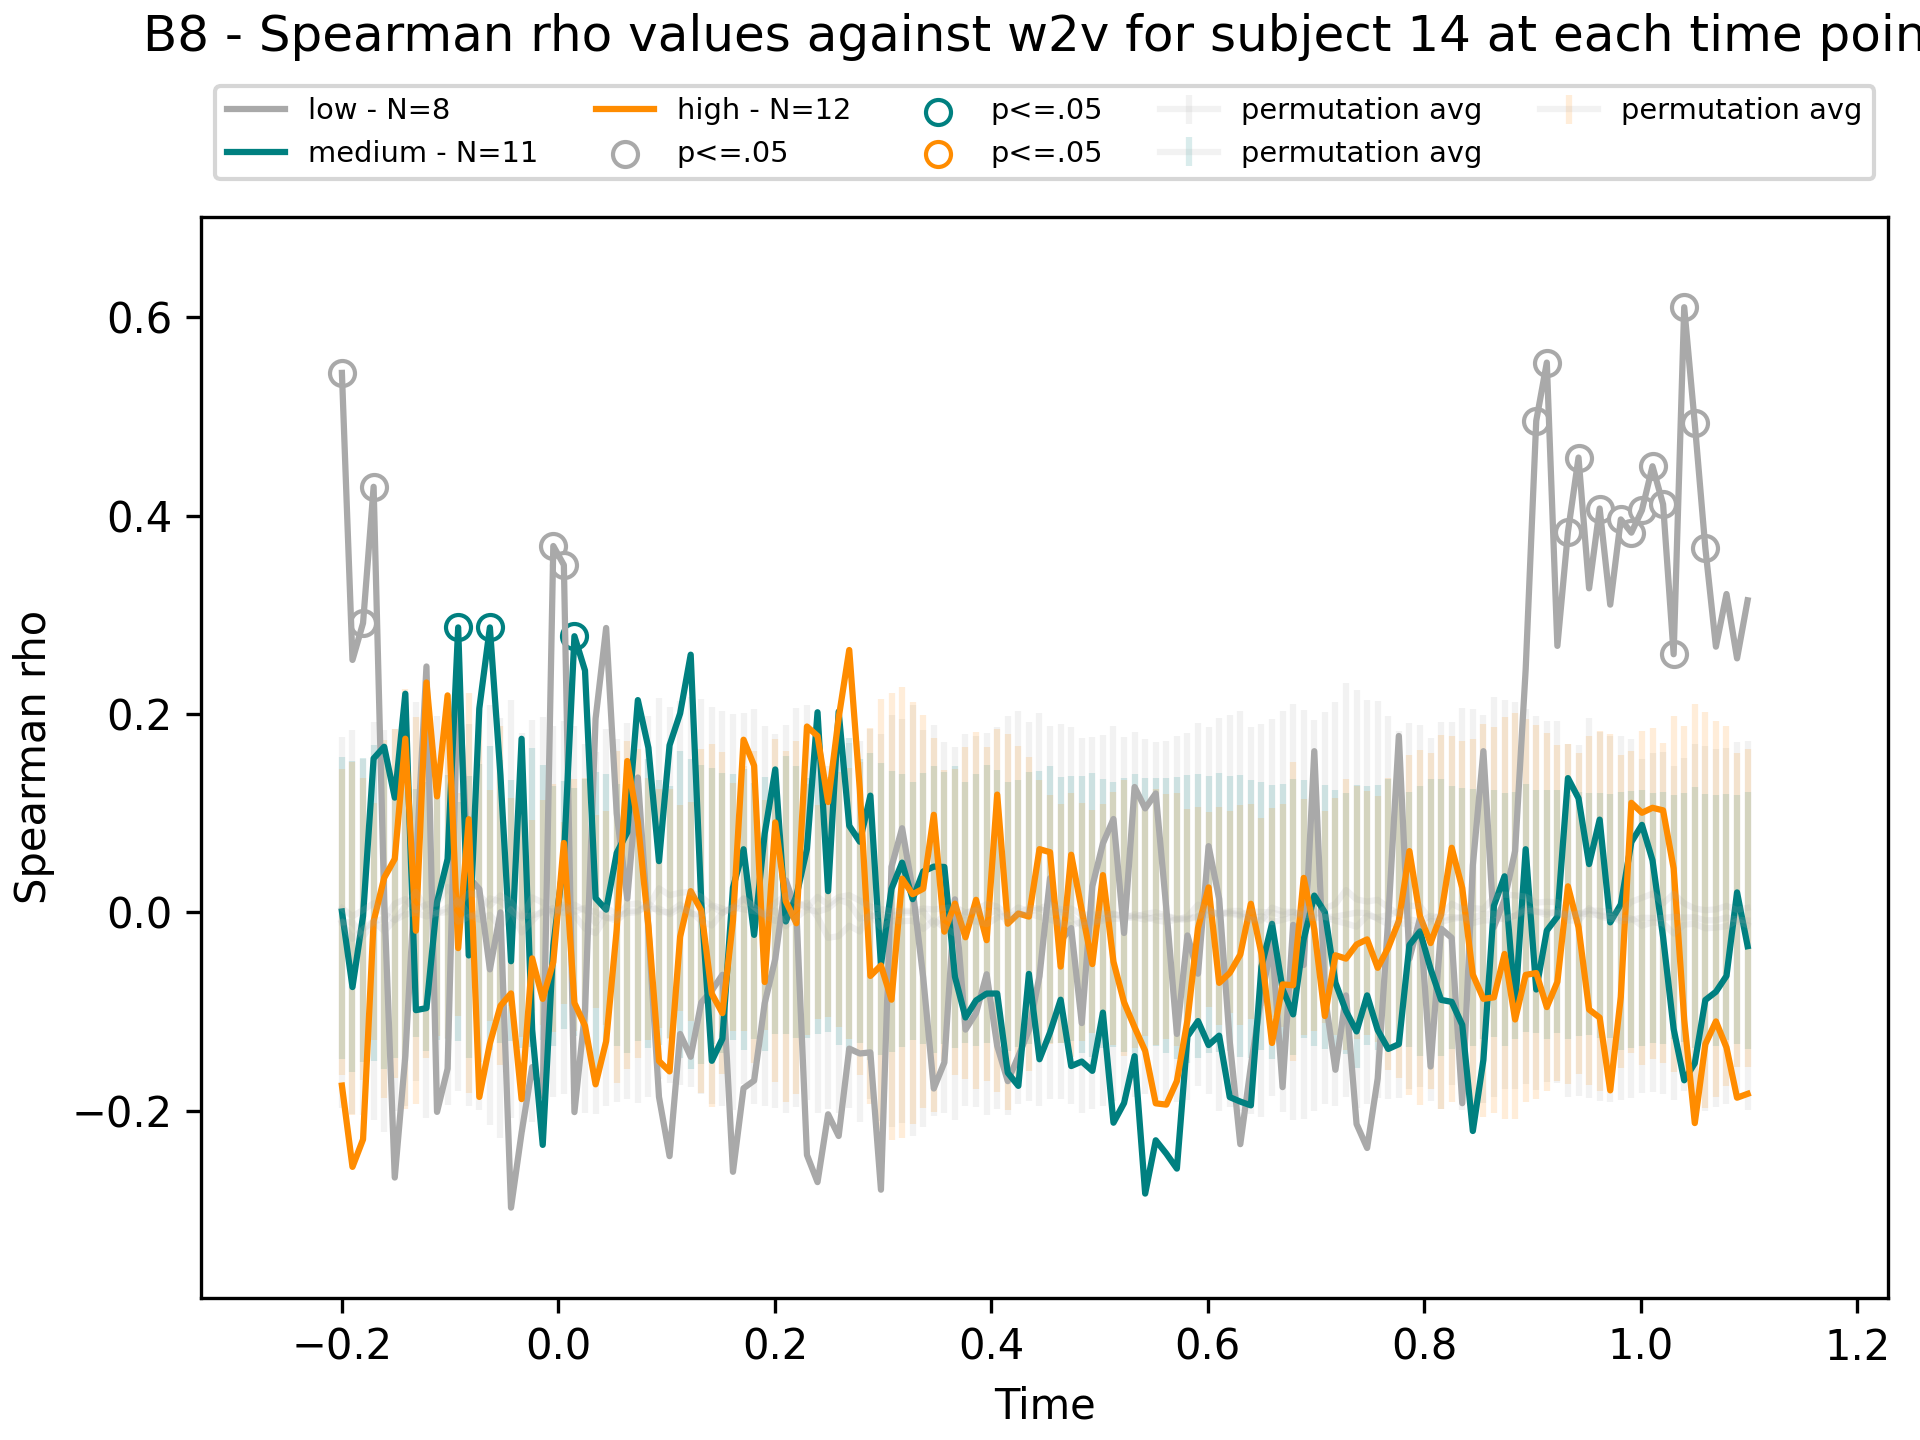 B8 - Spearman rho values against w2v for subject 14 at each time poin
low - N=8
medium - N=11
high - N=12
p<=.05
p<=.05
p<=.05
permutation avg
permutation avg
permutation avg
Spearman rho
0.6
0.4
0.2
0.0
−0.2
−0.2 0.0 0.2 0.4 0.6 0.8 1.0 1.2
Time